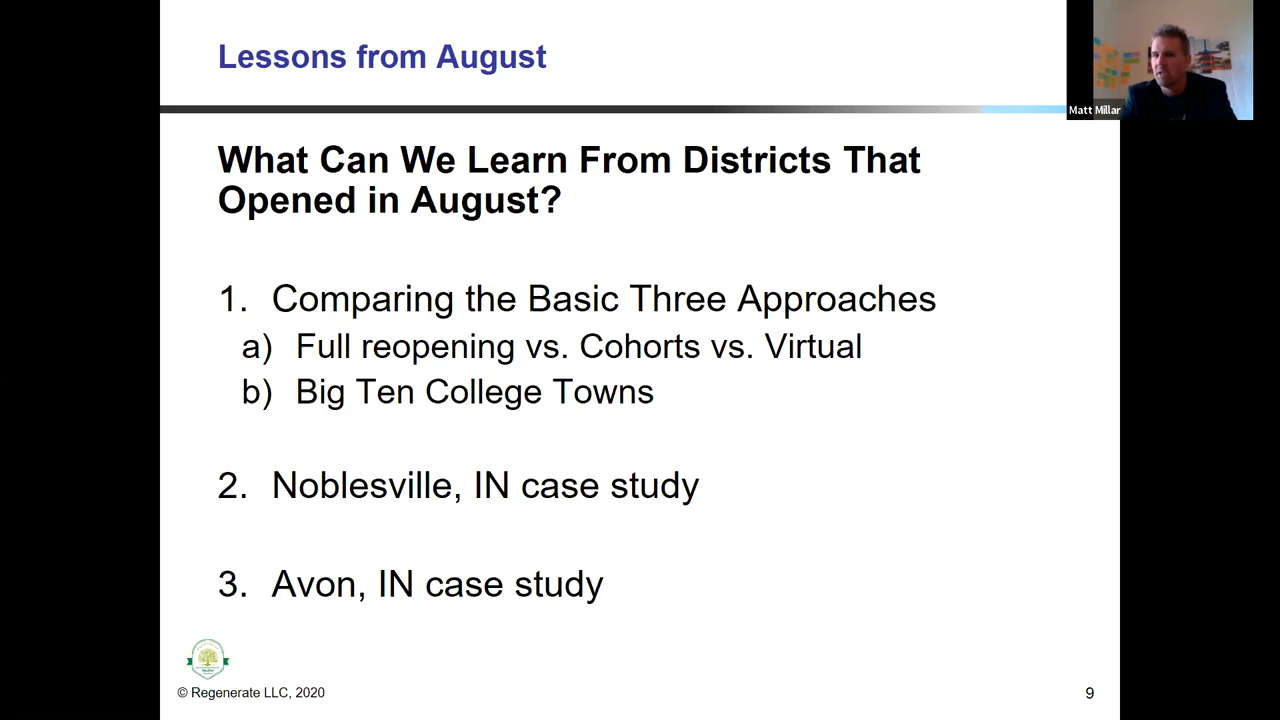 Lessons from August
Matt Millar
What Can We Learn From Districts That
Opened in August?
1. Comparing the Basic Three Approaches
a) Full reopening vs. Cohorts vs. Virtual
b) Big Ten College Towns
2. Noblesville, IN case study
3. Avon, IN case study
© Regenerate LLC, 2020
9